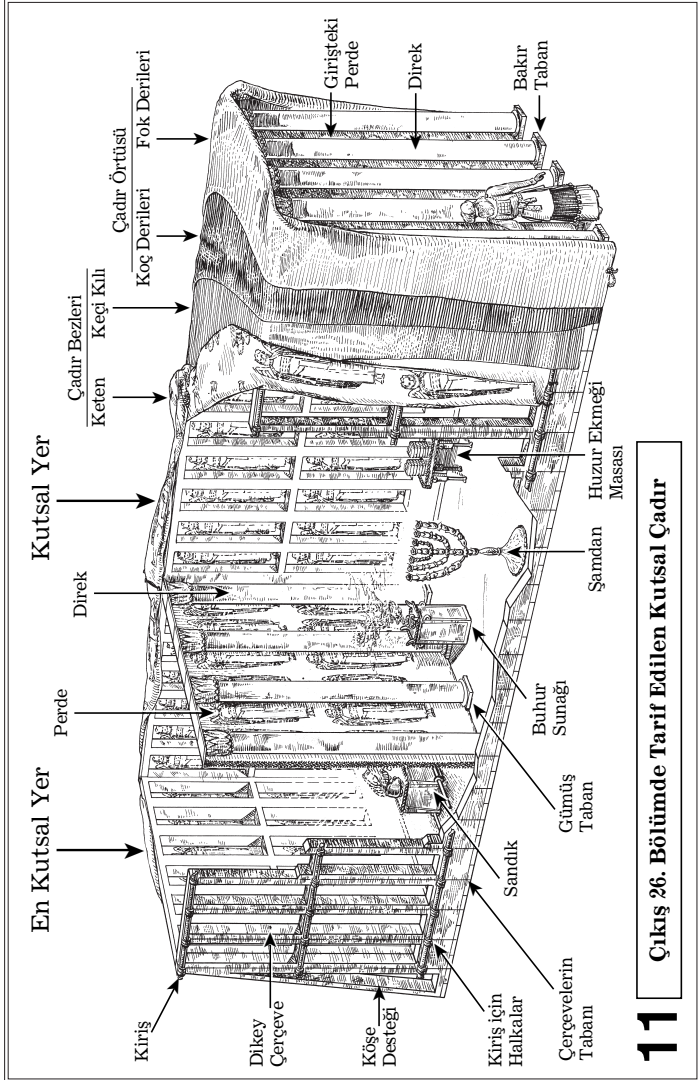 En Kutsal Yer
Kutsal Yer
Perde
Direk
Çadır Bezleri
Keten
Keçi Kılı
Çadır Örtüsü
Koç Derileri
Fok Derileri
Girişteki
Perde
Direk
Bakır
Taban
Kiriş
Dikey
Çerçeve
Köşe
Desteği
Kiriş için
Halkalar
Çerçevelerin
Tabanı
Sandık
Gümüş
Taban
Buhur
Sunağı
Şamdan
Huzur Ekmeği
Masası
11
Çıkış 26. Bölümde Tarif Edilen Kutsal Çadır